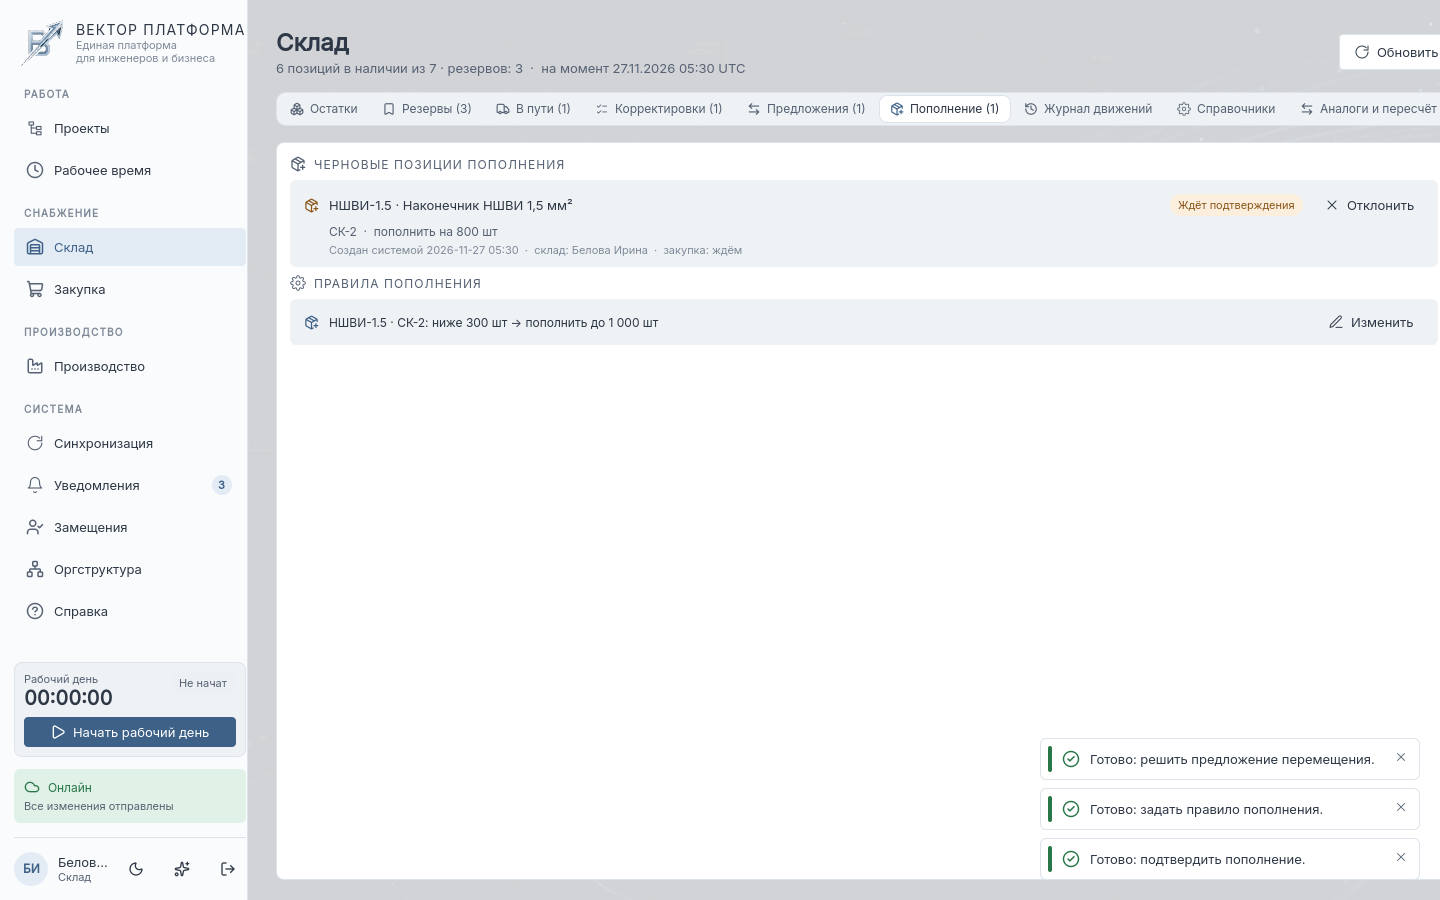 ВЕКТОР ПЛАТФОРМА
Единая платформа
для инженеров и бизнеса
РАБОТА
Проекты
Рабочее время
СНАБЖЕНИЕ
Склад
Закупка
ПРОИЗВОДСТВО
Производство
СИСТЕМА
Синхронизация
Уведомления 3
Замещения
Оргструктура
Справка
Рабочий день
00:00:00
Не начат
Начать рабочий день
Онлайн
Все изменения отправлены
БИ
Белов...
Склад
Склад
6 позиций в наличии из 7 · резервов: 3 · на момент 27.11.2026 05:30 UTC
Обновить
Остатки
Резервы (3)
В пути (1)
Корректировки (1)
Предложения (1)
Пополнение (1)
Журнал движений
Справочники
Аналоги и пересчёт
ЧЕРНОВЫЕ ПОЗИЦИИ ПОПОЛНЕНИЯ
НШВИ-1.5 · Наконечник НШВИ 1,5 мм²
Ждёт подтверждения
Отклонить
СК-2 · пополнить на 800 шт
Создан системой 2026-11-27 05:30 · склад: Белова Ирина · закупка: ждём
ПРАВИЛА ПОПОЛНЕНИЯ
НШВИ-1.5 · СК-2: ниже 300 шт → пополнить до 1 000 шт
Изменить
Готово: решить предложение перемещения.
Готово: задать правило пополнения.
Готово: подтвердить пополнение.